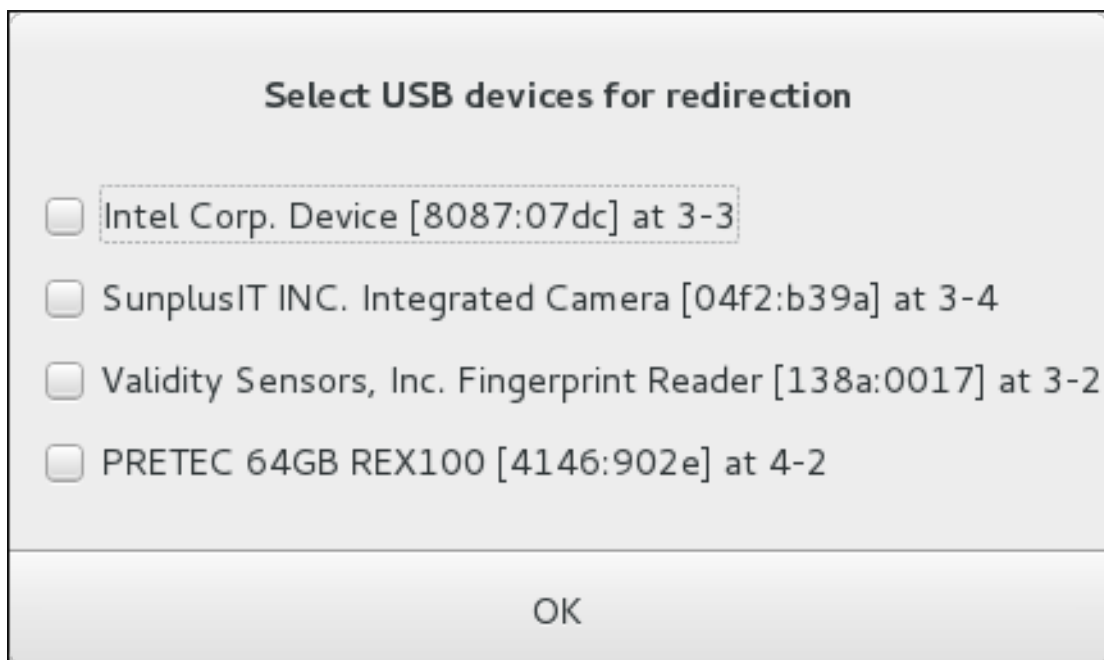 Select USB devices for redirection
Intel Corp. Device [8087:07dc] at 3-3
SunplusIT INC. Integrated Camera [04f2:b39a] at 3-4
Validity Sensors, Inc. Fingerprint Reader [138a:0017] at 3-2
PRETEC 64GB REX100 [4146:902e] at 4-2
OK